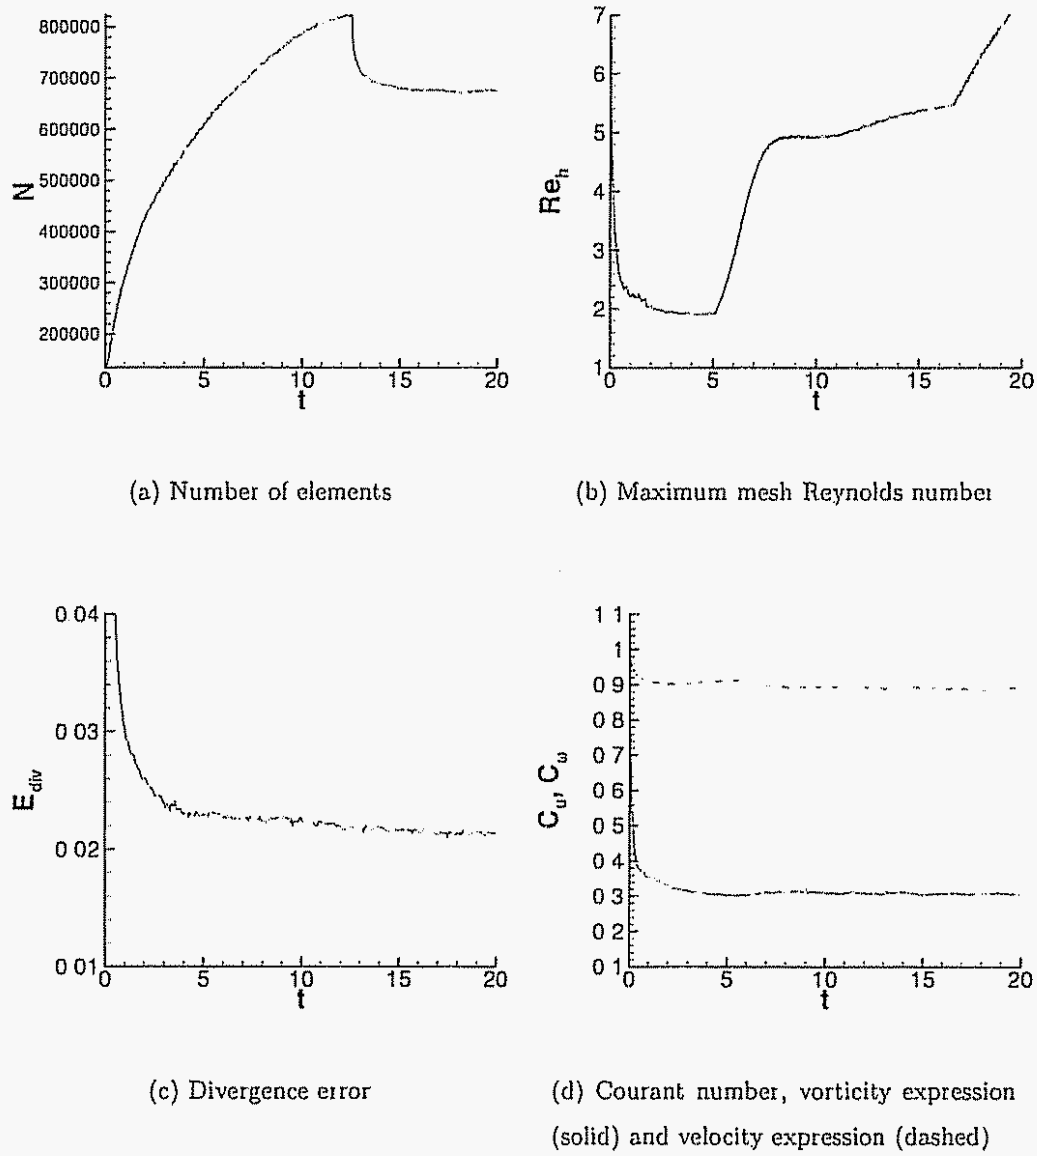 800000
700000
600000
500000
400000
300000
200000
N
0 5 10 15 20
t
(a) Number of elements
7
6
5
4
3
2
1
Re_h
0 5 10 15 20
t
(b) Maximum mesh Reynolds number
0 04
0 03
0 02
0 01
E_div
0 5 10 15 20
t
(c) Divergence error
1 1
1
0 9
0 8
0 7
0 6
0 5
0 4
0 3
0 2
0 1
C_u, C_ω
0 5 10 15 20
t
(d) Courant number, vorticity expression
(solid) and velocity expression (dashed)